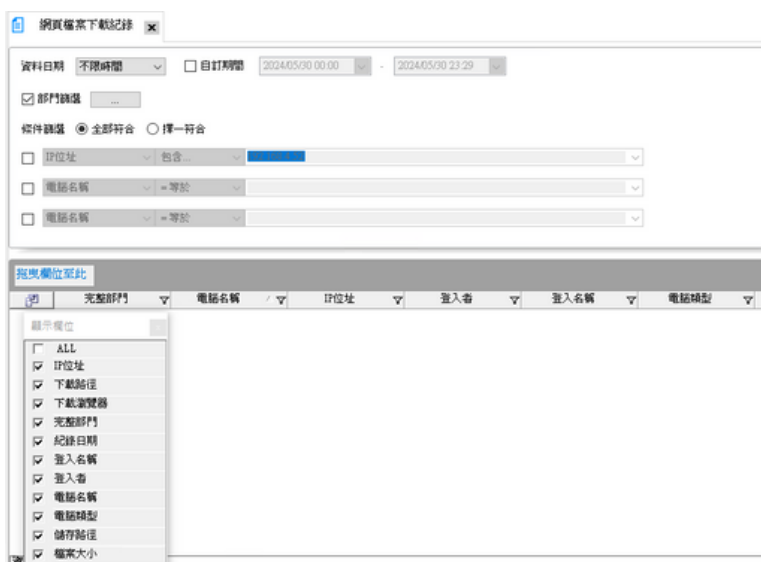 網頁檔案下載紀錄
資料日期 不限時間 自訂期間 2024/05/30 00:00 - 2024/05/30 23:29
部門篩選 ...
條件篩選 全部符合 擇一符合
IP位址 包含...
電腦名稱 = 等於
電腦名稱 = 等於
拖曳欄位至此
完整部門 電腦名稱 IP位址 登入者 登入名稱 電腦類型
顯示欄位
ALL
IP位址
下載路徑
下載瀏覽器
完整部門
紀錄日期
登入名稱
登入者
電腦名稱
電腦類型
儲存路徑
檔案大小